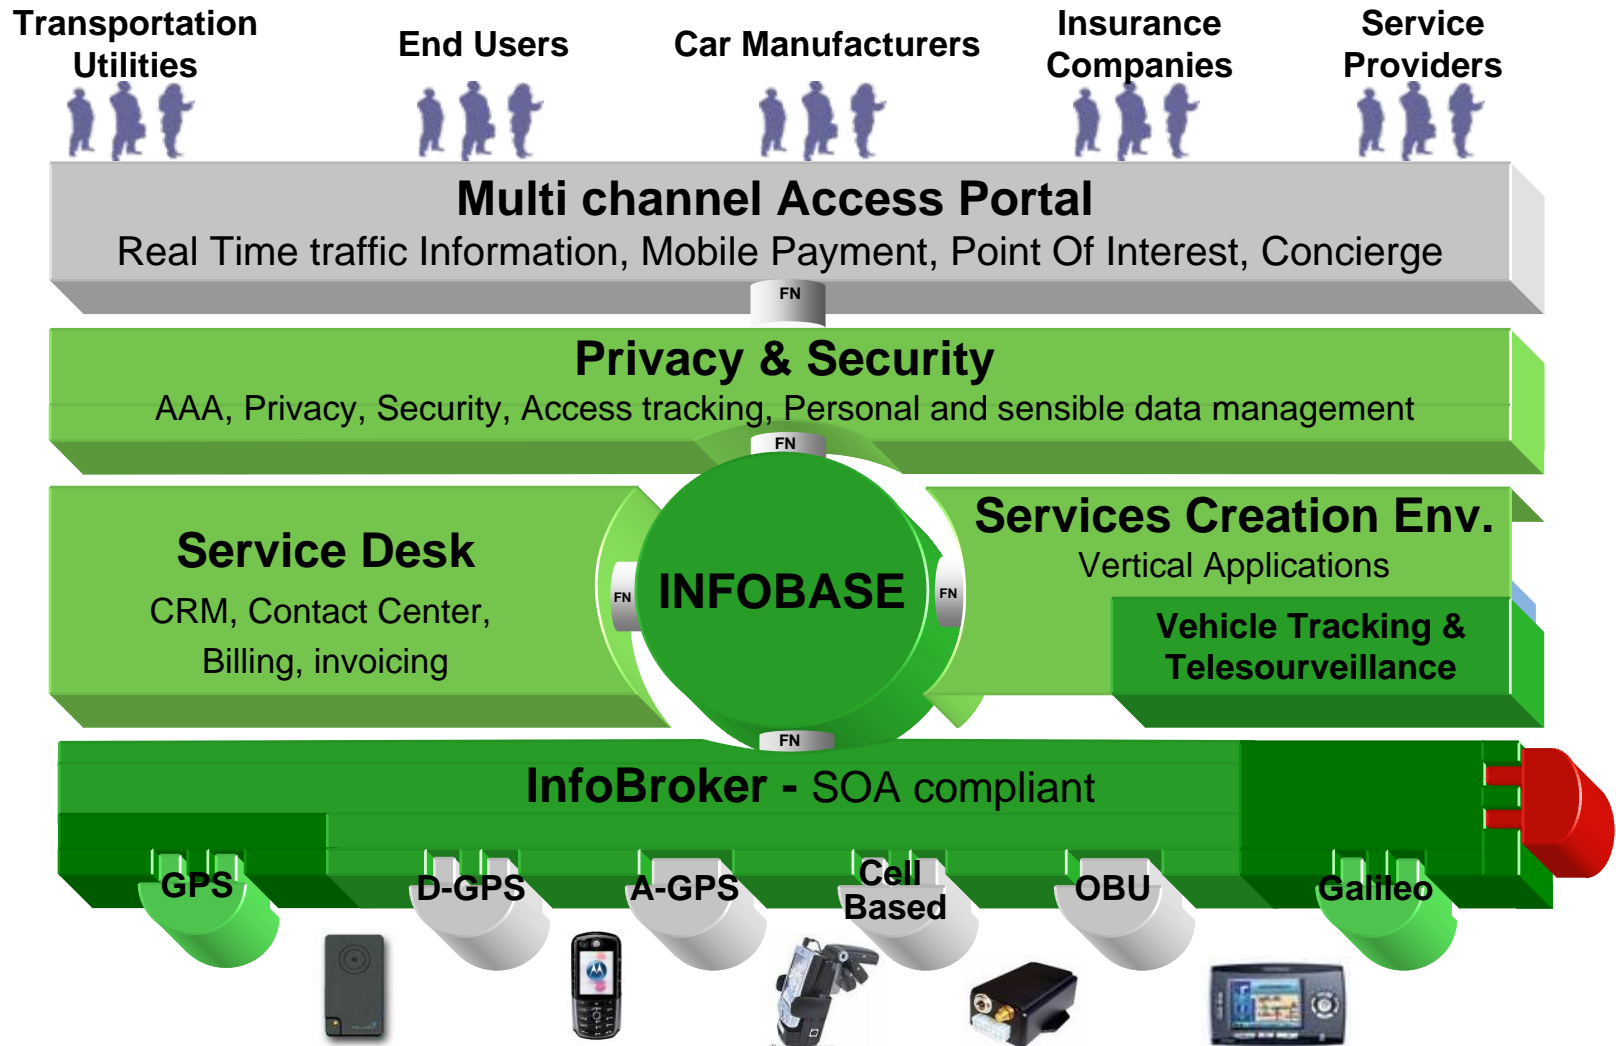 Transportation
Utilities
End Users
Car Manufacturers
Insurance
Companies
Service
Providers
Multi channel Access Portal
Real Time traffic Information, Mobile Payment, Point Of Interest, Concierge
FN
Privacy & Security
AAA, Privacy, Security, Access tracking, Personal and sensible data management
FN
Service Desk
CRM, Contact Center,
Billing, invoicing
FN
INFOBASE
FN
Services Creation Env.
Vertical Applications
Vehicle Tracking &
Telesourveillance
FN
InfoBroker - SOA compliant
GPS
D-GPS
A-GPS
Cell
Based
OBU
Galileo